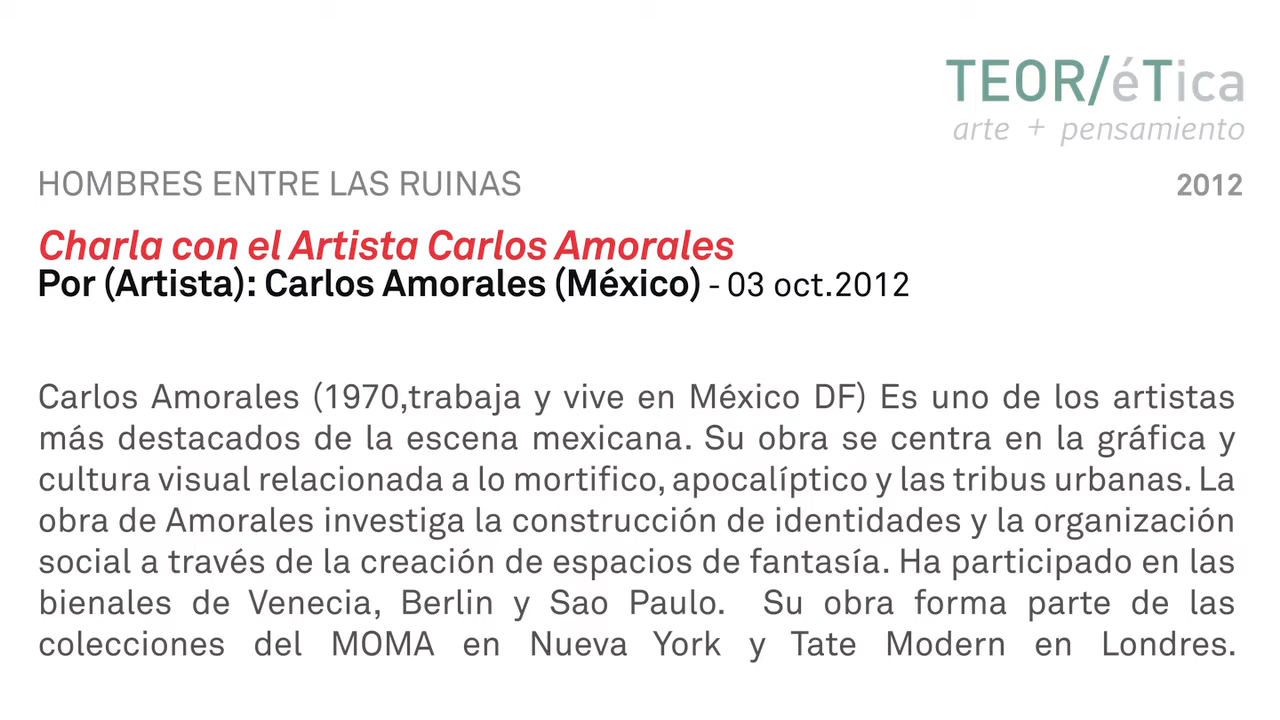 TEOR/éTica
arte + pensamiento
HOMBRES ENTRE LAS RUINAS 2012
Charla con el Artista Carlos Amorales
Por (Artista): Carlos Amorales (México) - 03 oct.2012
Carlos Amorales (1970,trabaja y vive en México DF) Es uno de los artistas
más destacados de la escena mexicana. Su obra se centra en la gráfica y
cultura visual relacionada a lo mortifico, apocalíptico y las tribus urbanas. La
obra de Amorales investiga la construcción de identidades y la organización
social a través de la creación de espacios de fantasía. Ha participado en las
bienales de Venecia, Berlin y Sao Paulo. Su obra forma parte de las
colecciones del MOMA en Nueva York y Tate Modern en Londres.